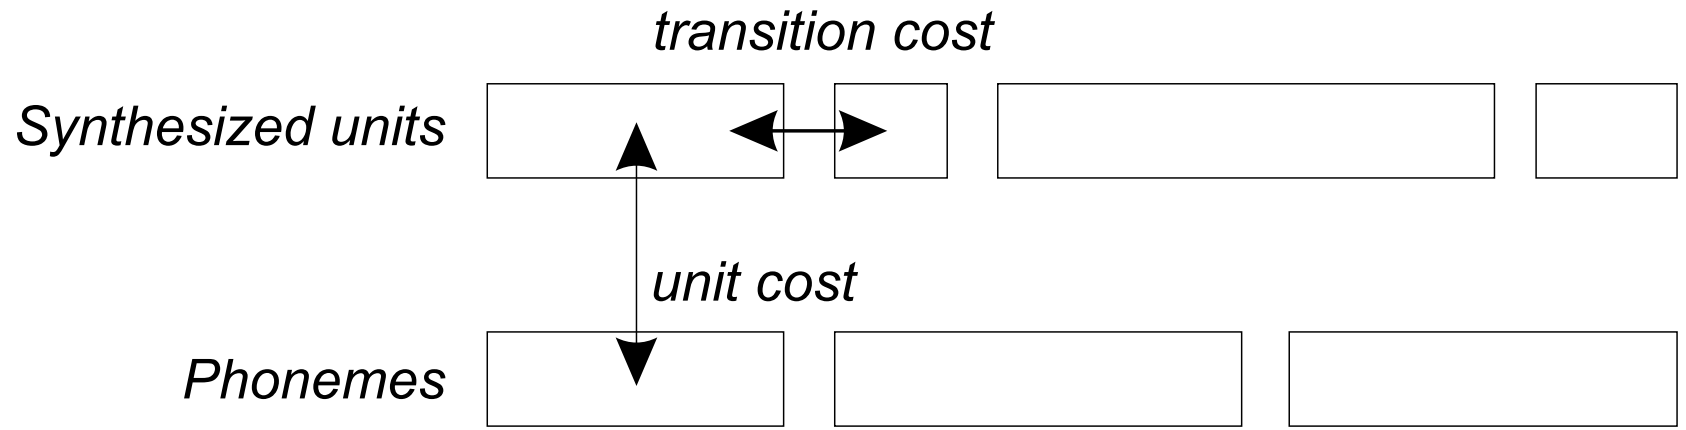 transition cost
Synthesized units
unit cost
Phonemes